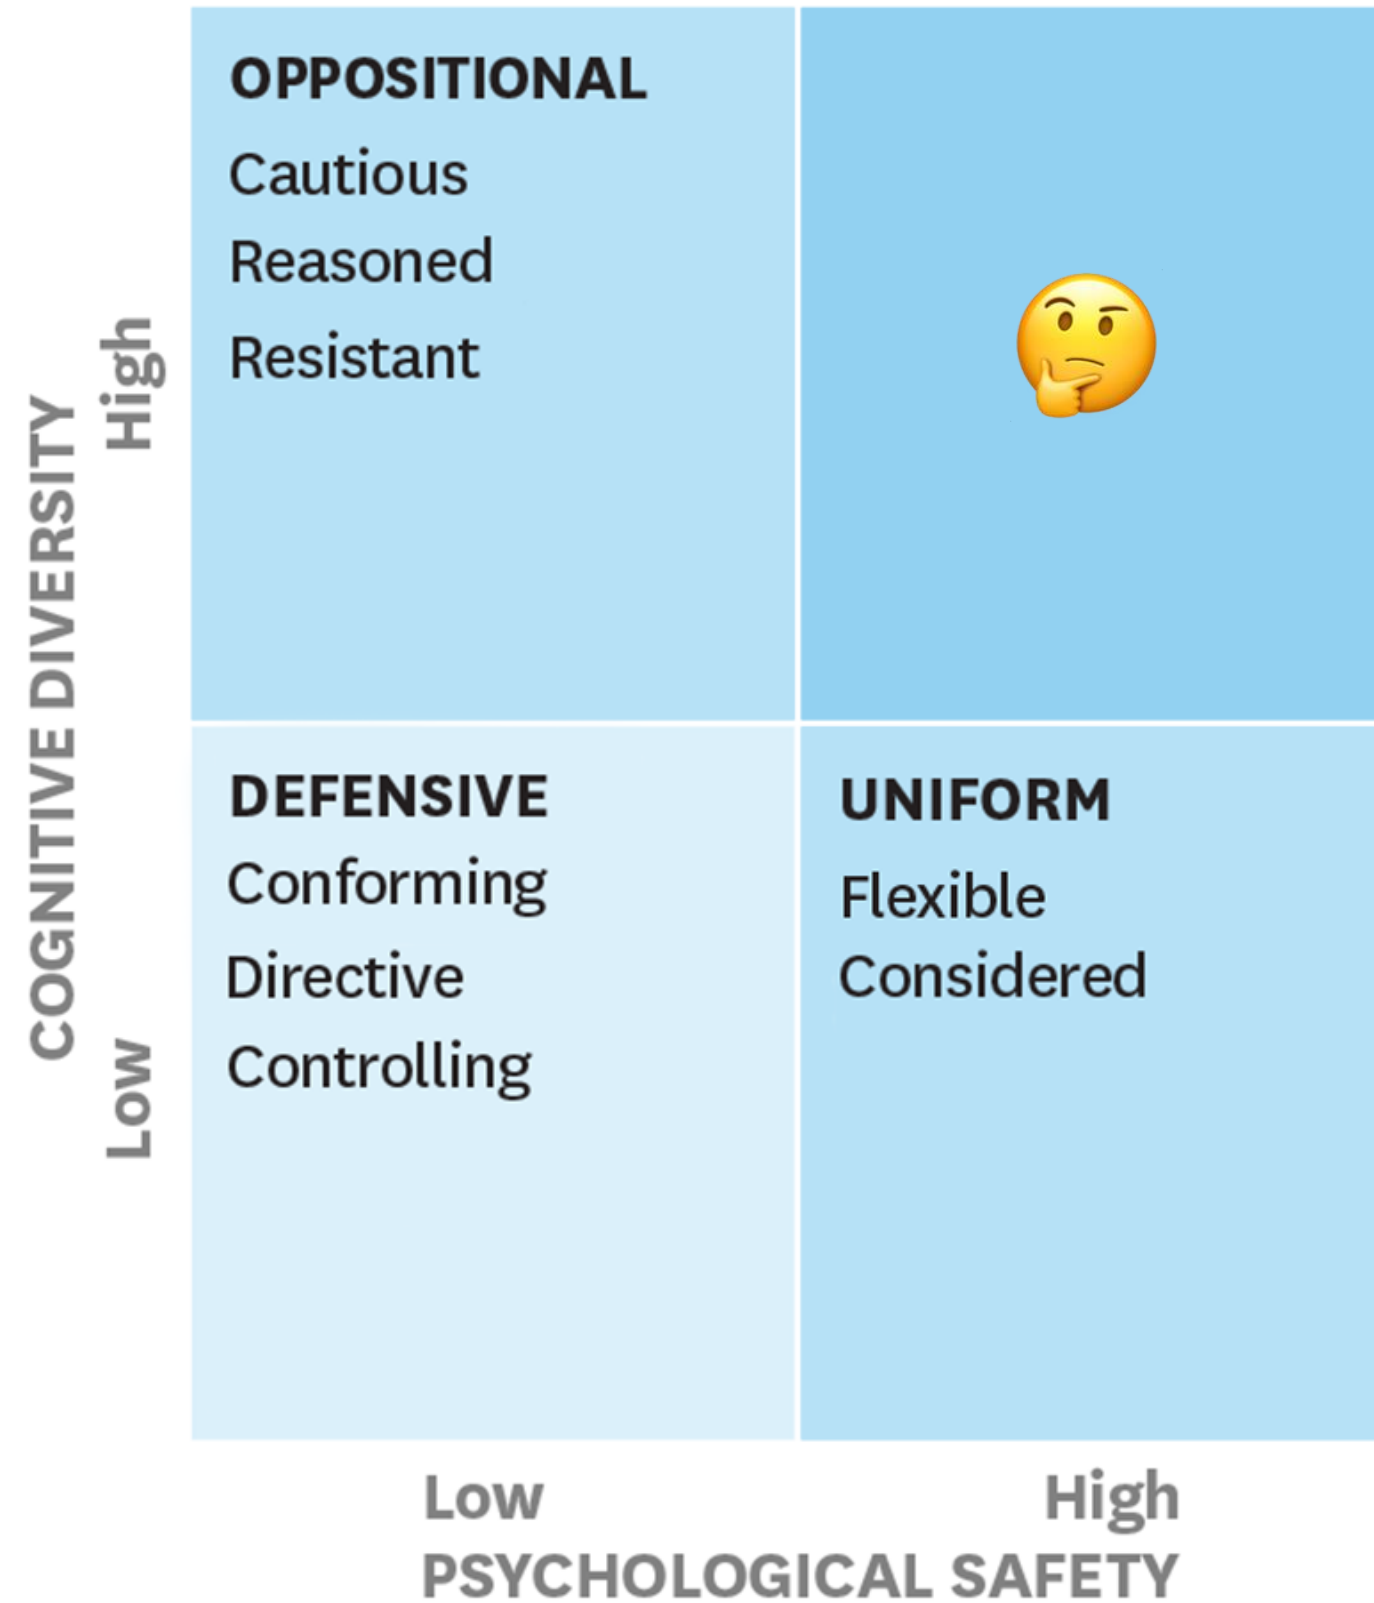 OPPOSITIONAL
Cautious
Reasoned
Resistant
DEFENSIVE
Conforming
Directive
Controlling
UNIFORM
Flexible
Considered
COGNITIVE DIVERSITY
High
Low
Low
High
PSYCHOLOGICAL SAFETY